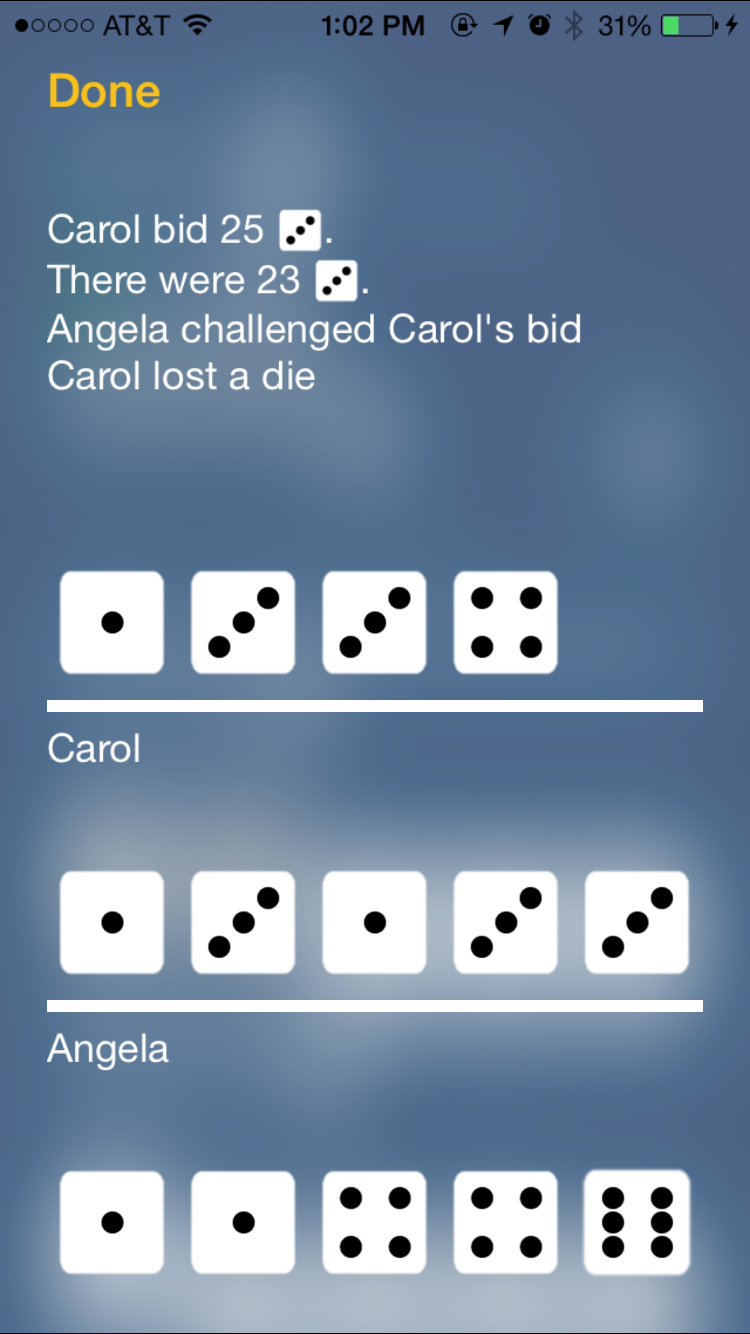 AT&T 1:02 PM 31%
Done
Carol bid 25 .
There were 23 .
Angela challenged Carol's bid
Carol lost a die
Carol
Angela